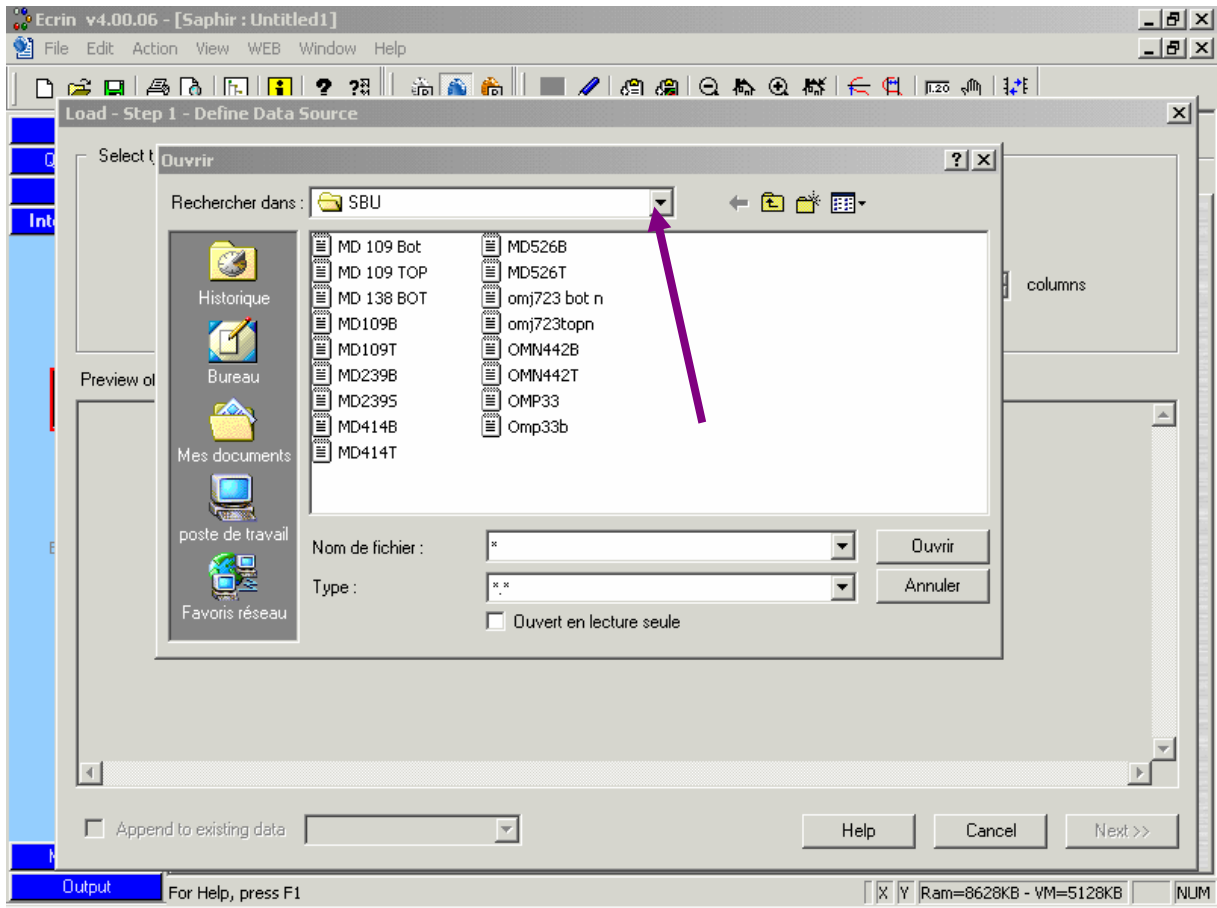 Ecrin v4.00.06 - [Saphir : Untitled1]
File Edit Action View WEB Window Help
Load - Step 1 - Define Data Source
Select t
Ouvrir
Rechercher dans : SBU
Q
Inte
Historique
Bureau
Mes documents
poste de travail
Favoris réseau
MD 109 Bot
MD 109 TOP
MD 138 BOT
MD109B
MD109T
MD239B
MD239S
MD414B
MD414T
MD526B
MD526T
omj723 bot n
omj723topn
OMN442B
OMN442T
OMP33
Omp33b
columns
Preview of
Nom de fichier : *
Ouvrir
Type : *.*
Annuler
Ouvert en lecture seule
Append to existing data
Help Cancel Next >>
Output
For Help, press F1
X Y Ram=8628KB - VM=5128KB NUM